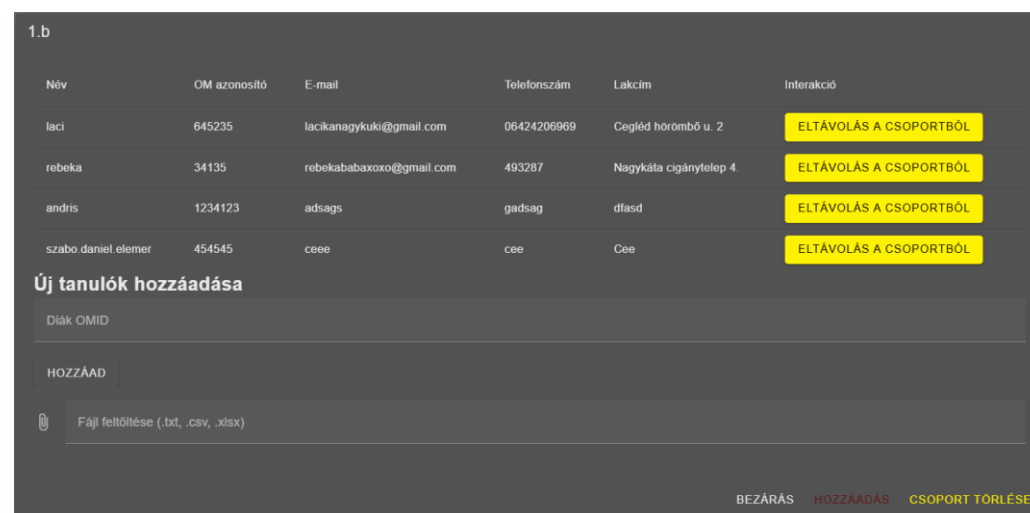 1.b
Név OM azonosító E-mail Telefonszám Lakcím Interakció
laci 645235 lacikanagykuki@gmail.com 06424206969 Cegléd hörömbő u. 2 ELTÁVOLÁS A CSOPORTBÓL
rebeka 34135 rebekababaxoxo@gmail.com 493287 Nagykáta cigánytelep 4. ELTÁVOLÁS A CSOPORTBÓL
andris 1234123 adsags gadsag dfasd ELTÁVOLÁS A CSOPORTBÓL
szabo.daniel.elemer 454545 ceee cee Cee ELTÁVOLÁS A CSOPORTBÓL
Új tanulók hozzáadása
Diák OMID
HOZZÁAD
Fájl feltöltése (.txt, .csv, .xlsx)
BEZÁRÁS HOZZÁADÁS CSOPORT TÖRLÉSE